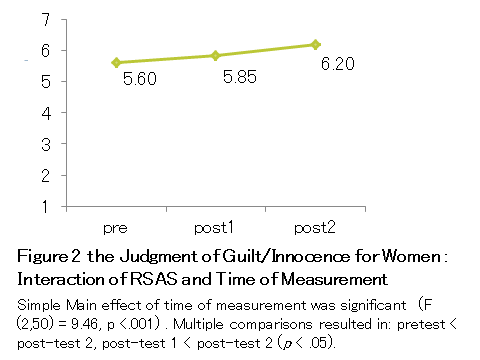 7
6
5
4
3
2
1
5.60
5.85
6.20
pre post1 post2
Figure 2 the Judgment of Guilt/Innocence for Women:
Interaction of RSAS and Time of Measurement
Simple Main effect of time of measurement was significant (F
(2,50) = 9.46, p <.001) . Multiple comparisons resulted in: pretest <
post-test 2, post-test 1 < post-test 2 (p < .05).